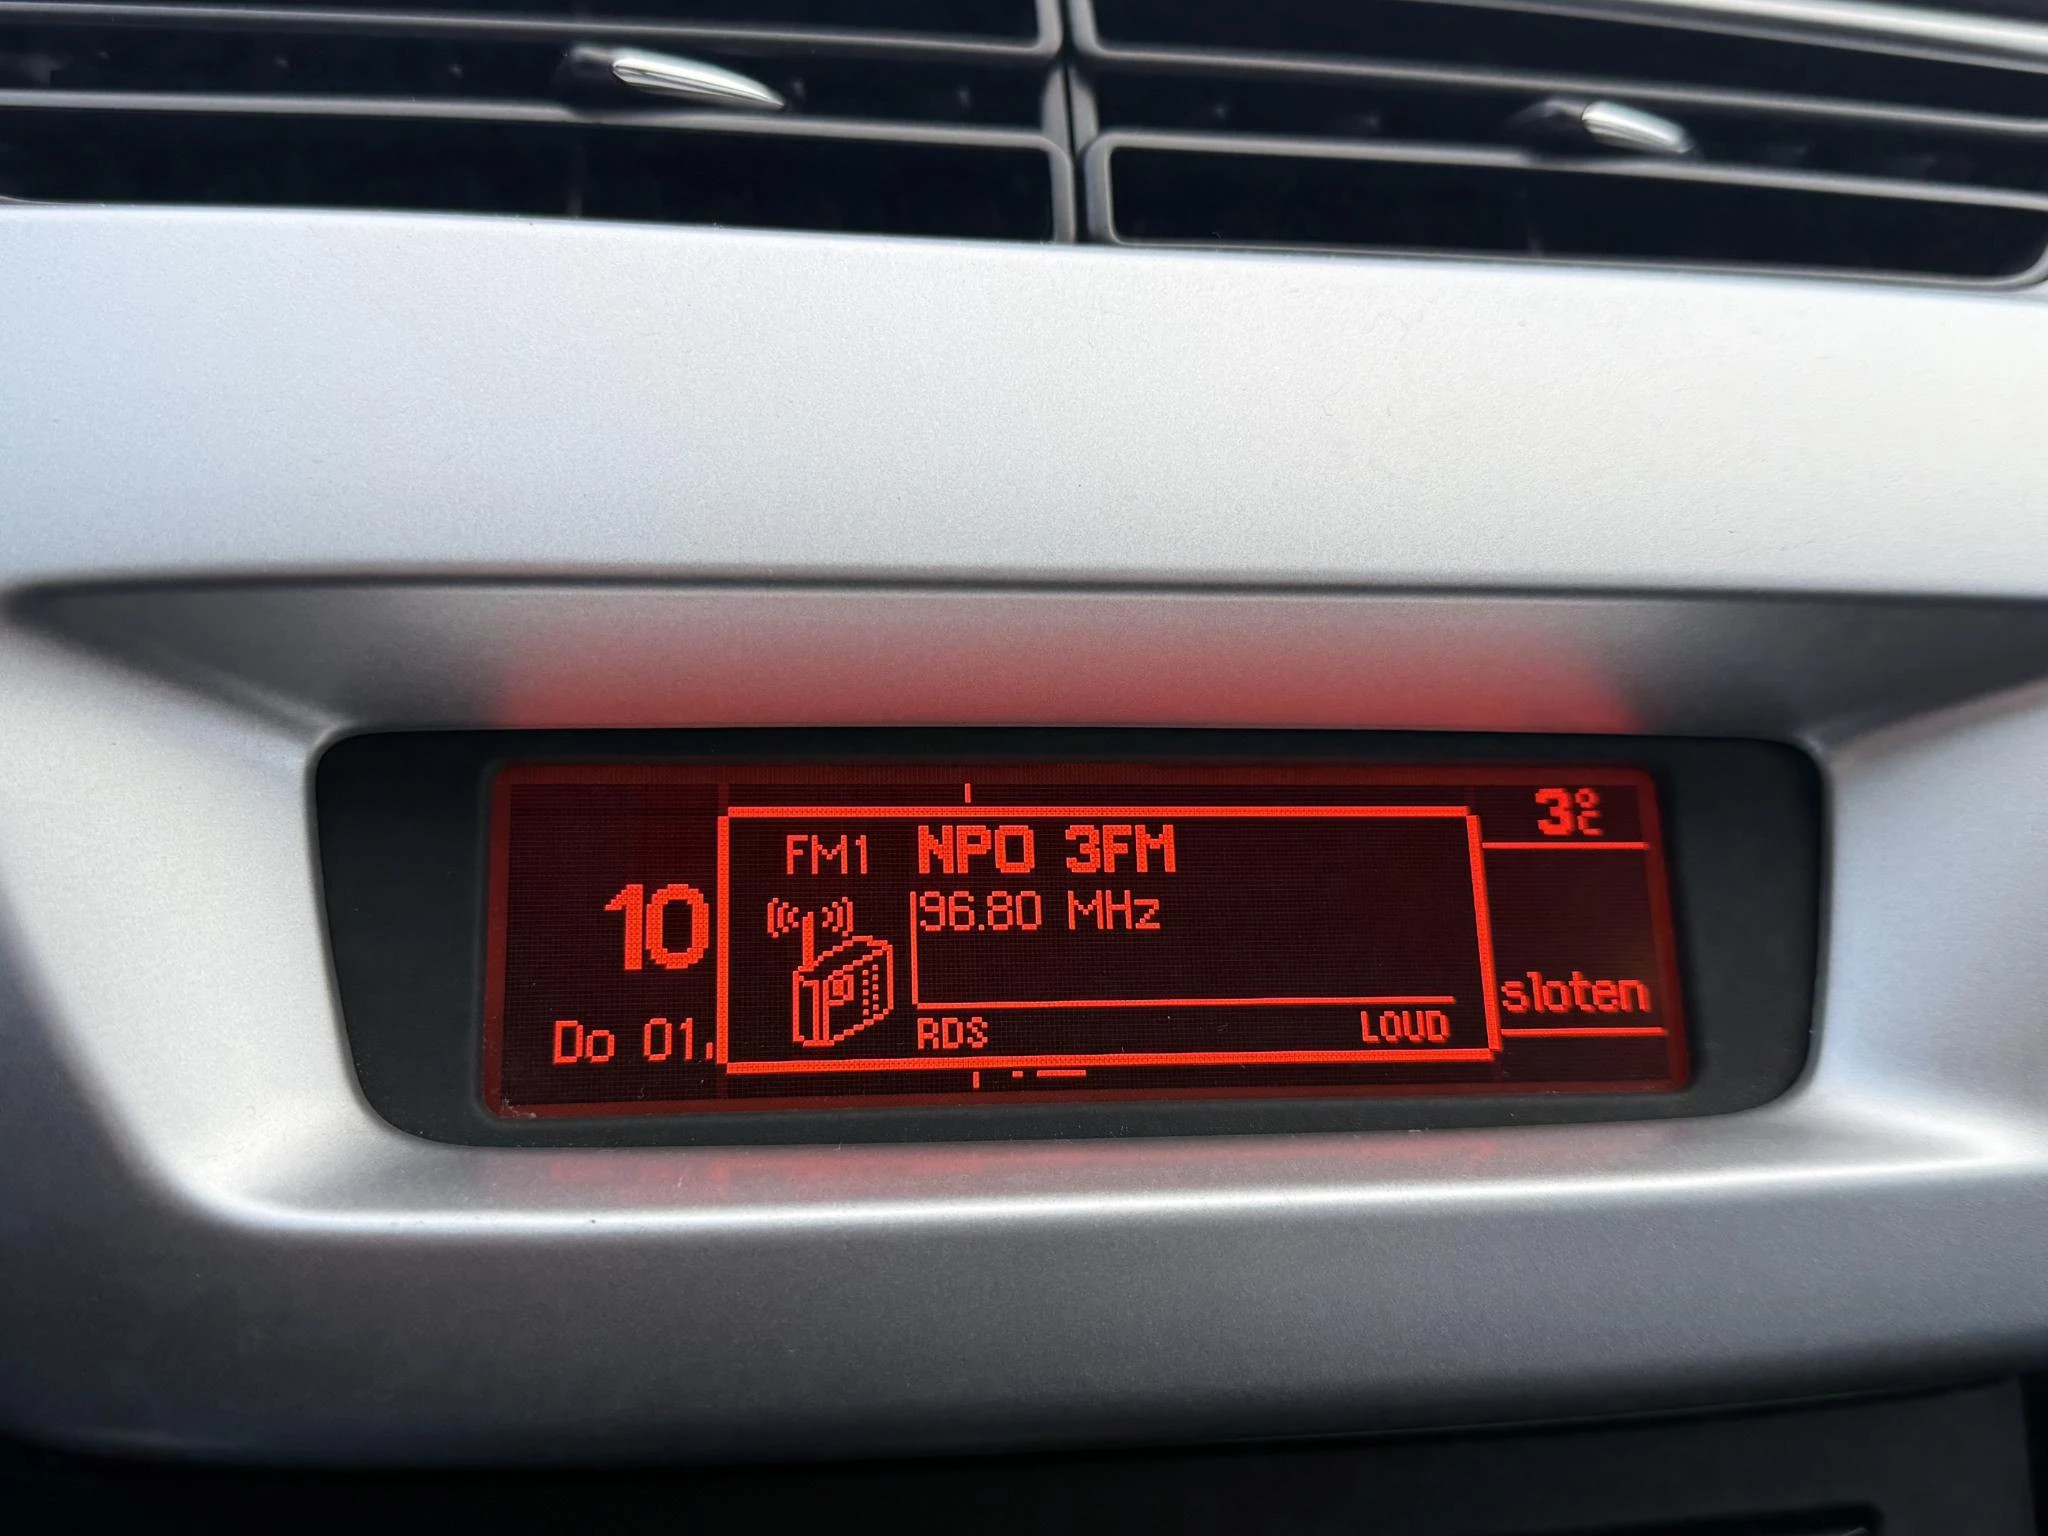 3°C
FM1 NPO 3FM
10
96.80 MHz
sloten
Do 01.
RDS LOUD